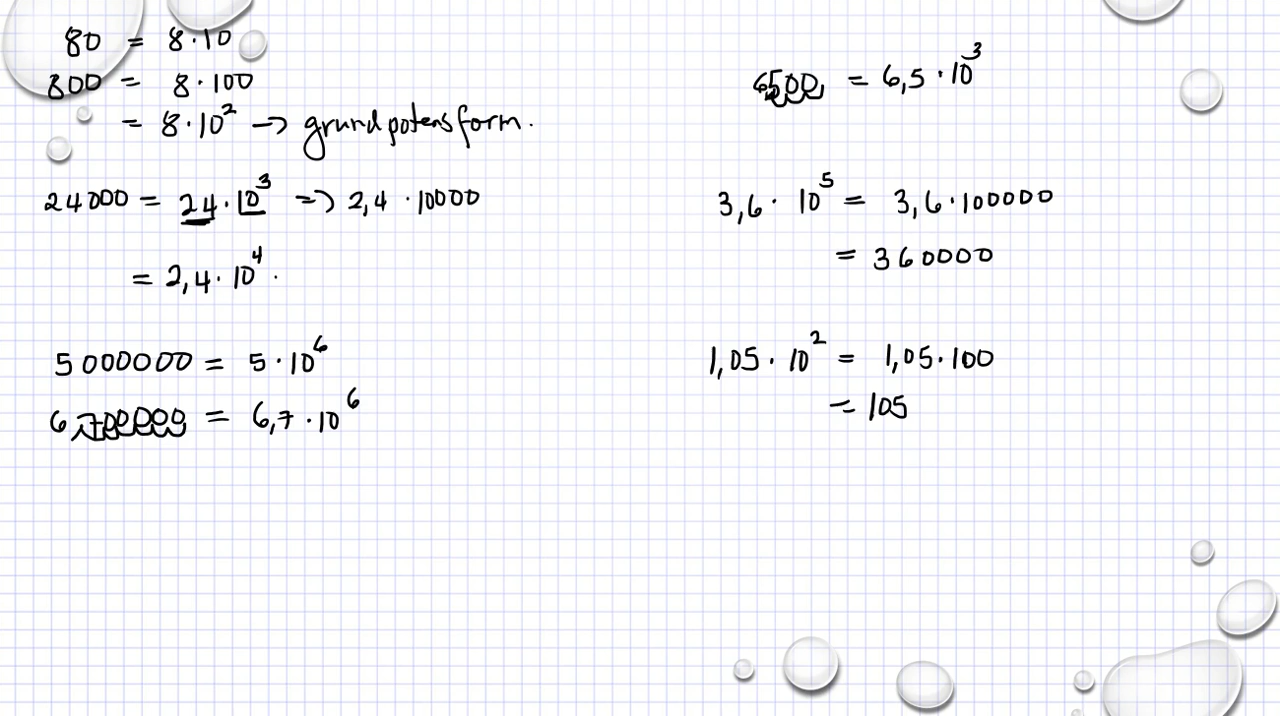 80 = 8·10
800 = 8·100
= 8·10² → grundpotensform.
24000 = 24·10³ => 2,4·10000
= 2,4·10⁴·
5000000 = 5·10⁶
6700000 = 6,7·10⁶
6500 = 6,5·10³
3,6·10⁵ = 3,6·100000
= 360000
1,05·10² = 1,05·100
= 105